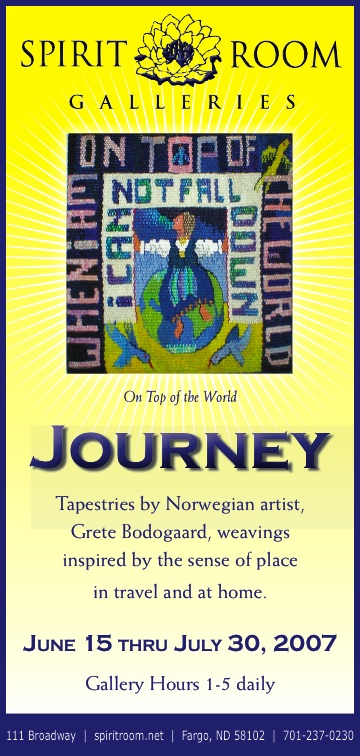 SPIRIT ROOM
GALLERIES
WHEN I AM
ON TOP OF
THE WORLD
I CAN
NOT FALL
DOWN
On Top of the World
JOURNEY
Tapestries by Norwegian artist,
Grete Bodogaard, weavings
inspired by the sense of place
in travel and at home.
JUNE 15 THRU JULY 30, 2007
Gallery Hours 1-5 daily
111 Broadway | spiritroom.net | Fargo, ND 58102 | 701-237-0230